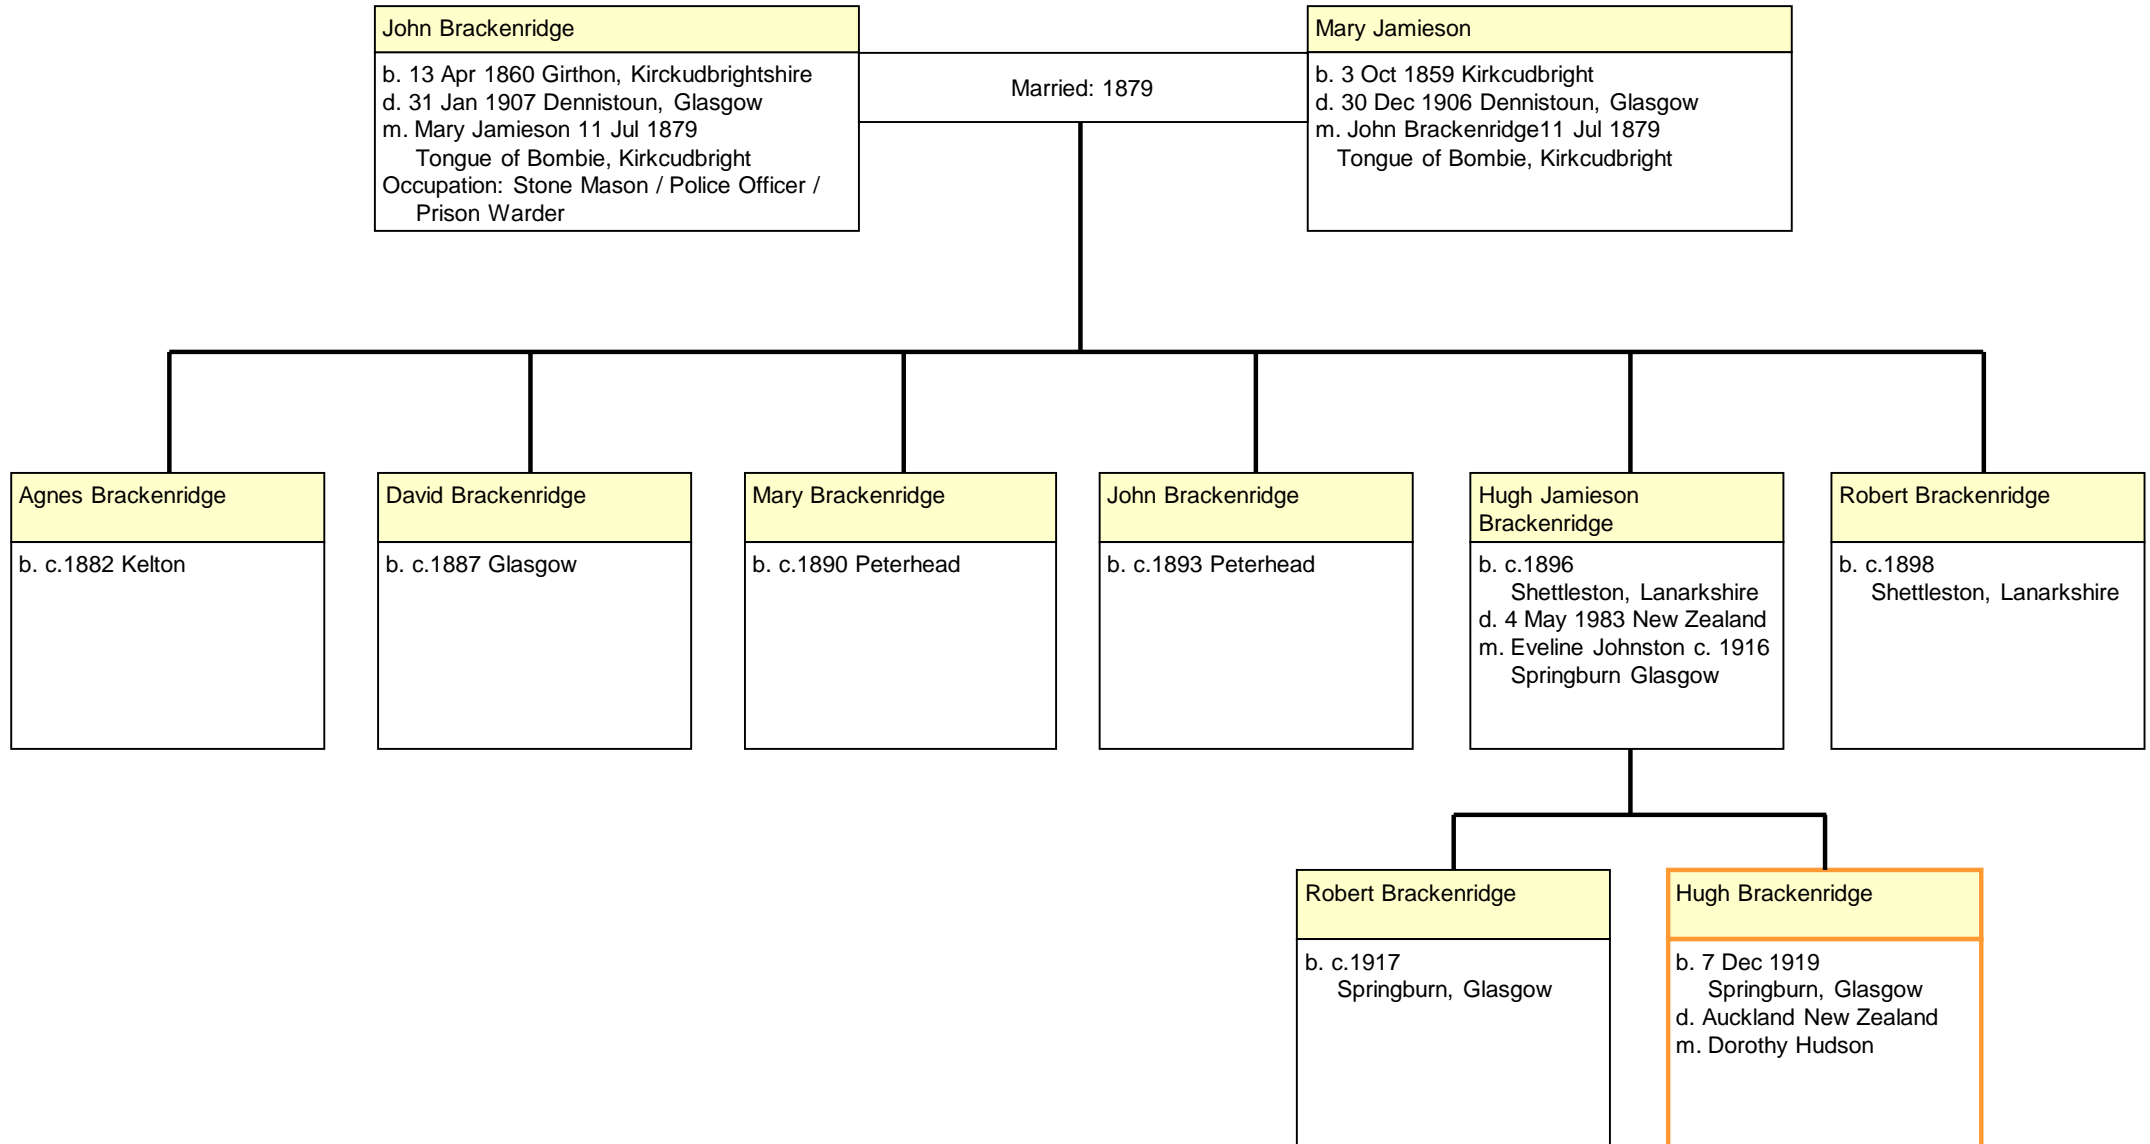 John Brackenridge
b. 13 Apr 1860 Girthon, Kirckudbrightshire
d. 31 Jan 1907 Dennistoun, Glasgow
m. Mary Jamieson 11 Jul 1879
Tongue of Bombie, Kirkcudbright
Occupation: Stone Mason / Police Officer /
Prison Warder
Married: 1879
Mary Jamieson
b. 3 Oct 1859 Kirkcudbright
d. 30 Dec 1906 Dennistoun, Glasgow
m. John Brackenridge11 Jul 1879
Tongue of Bombie, Kirkcudbright
Agnes Brackenridge
b. c.1882 Kelton
David Brackenridge
b. c.1887 Glasgow
Mary Brackenridge
b. c.1890 Peterhead
John Brackenridge
b. c.1893 Peterhead
Hugh Jamieson
Brackenridge
b. c.1896
Shettleston, Lanarkshire
d. 4 May 1983 New Zealand
m. Eveline Johnston c. 1916
Springburn Glasgow
Robert Brackenridge
b. c.1898
Shettleston, Lanarkshire
Robert Brackenridge
b. c.1917
Springburn, Glasgow
Hugh Brackenridge
b. 7 Dec 1919
Springburn, Glasgow
d. Auckland New Zealand
m. Dorothy Hudson